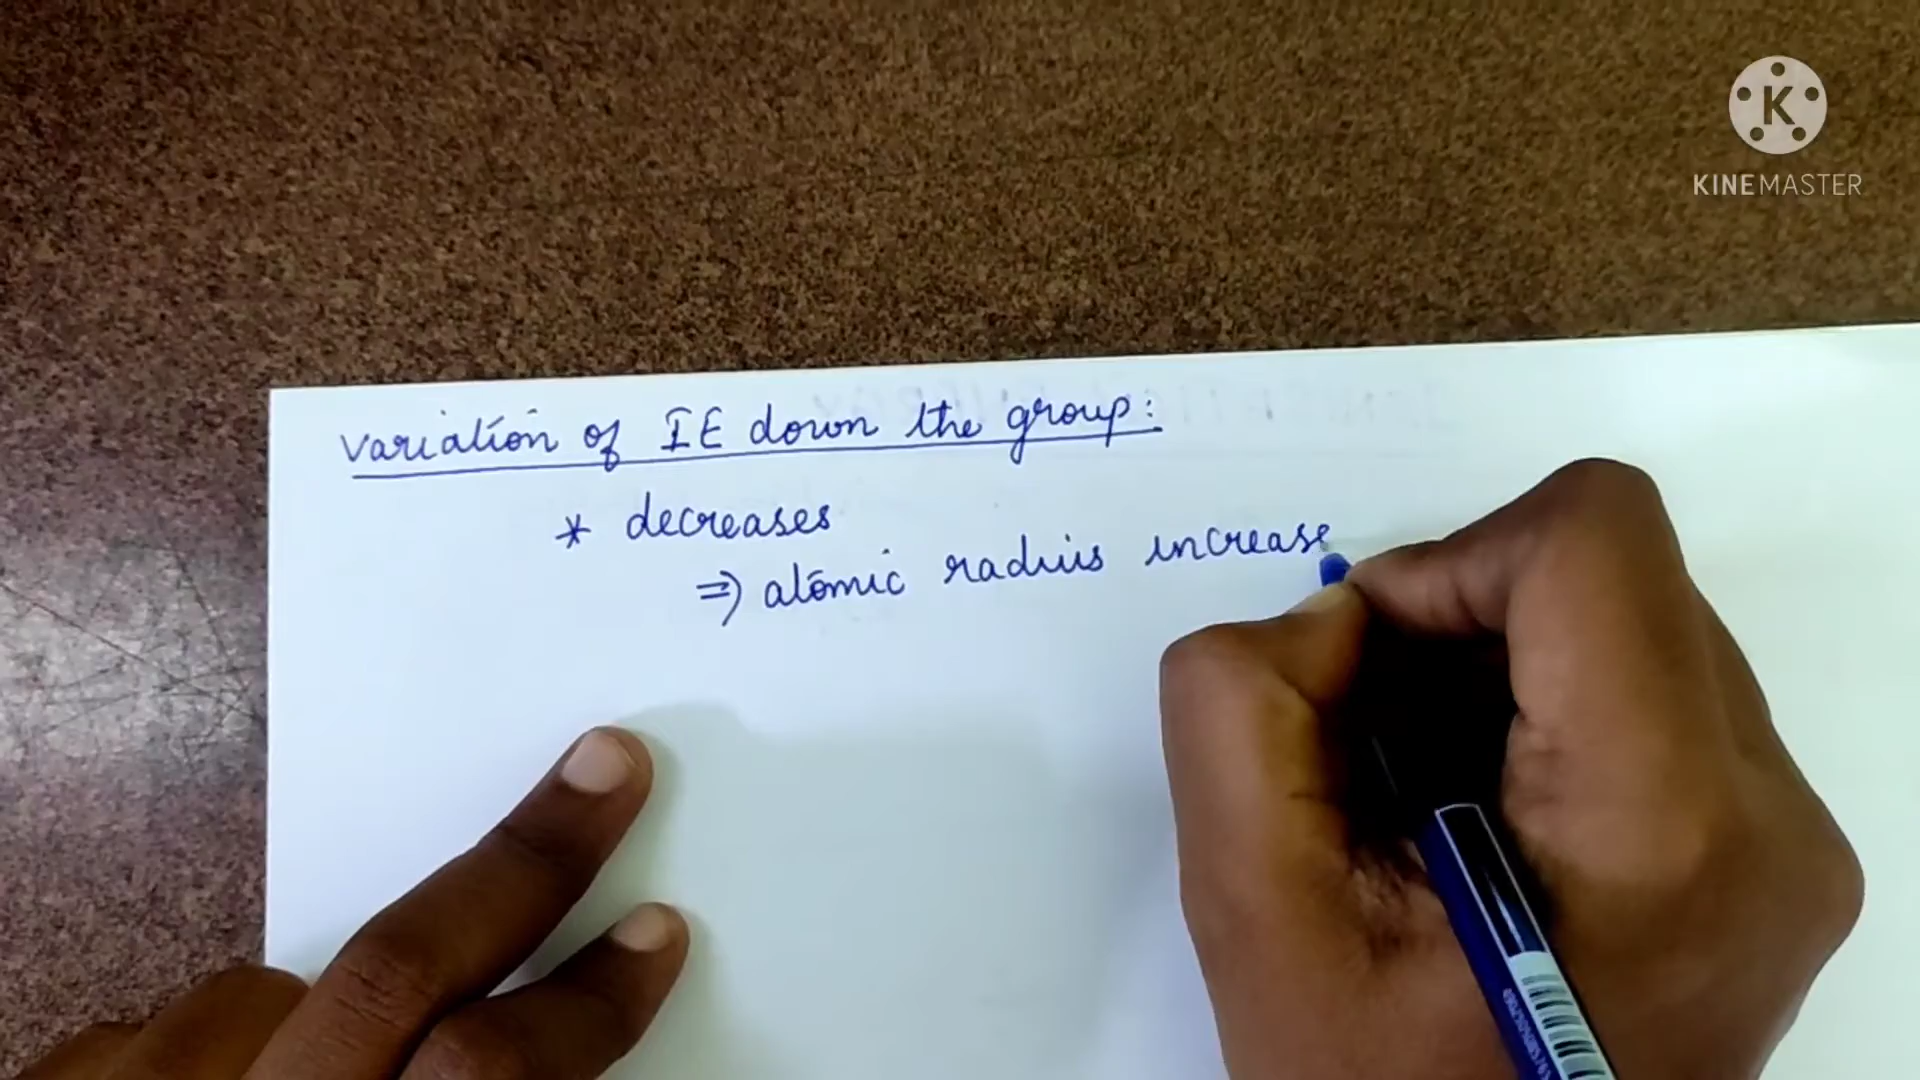 K
KINEMASTER
variation of IE down the group:
* decreases
⇒ atomic radius increase